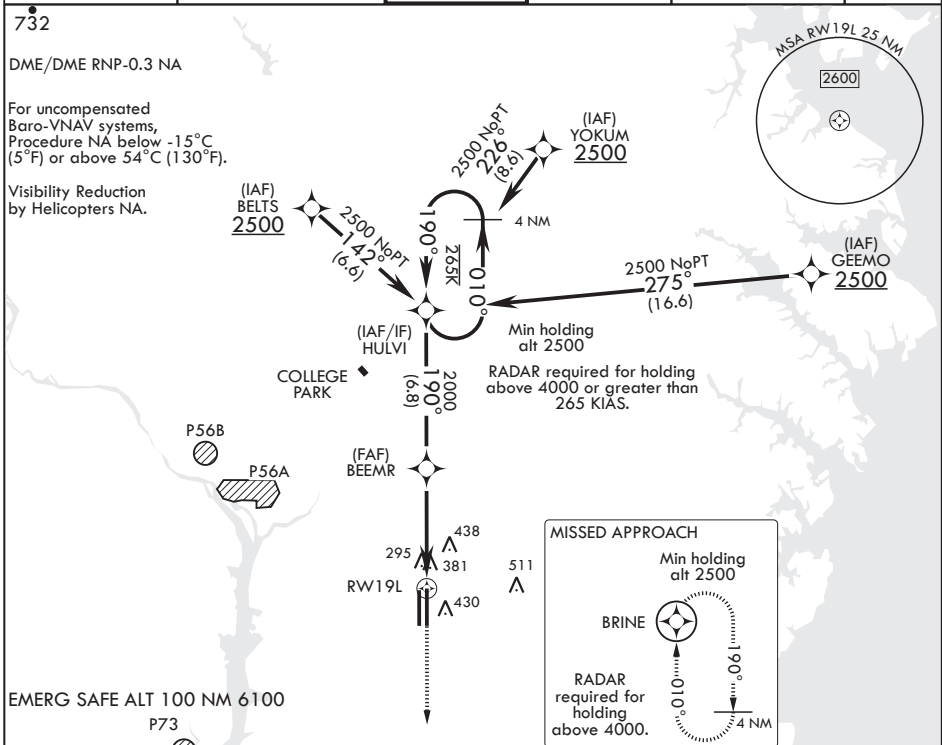 732
DME/DME RNP-0.3 NA
For uncompensated
Baro-VNAV systems,
Procedure NA below -15°C
(5°F) or above 54°C (130°F).
Visibility Reduction
by Helicopters NA.
MSA RW19L 25 NM
2600
(IAF)
YOKUM
2500
2500 NoPT
226°
(8.6)
(IAF)
BELTS
2500
2500 NoPT
142°
(6.6)
190°
265K
010°
4 NM
(IAF)
GEEMO
2500
2500 NoPT
275°
(16.6)
(IAF/IF)
HULVI
Min holding
alt 2500
RADAR required for holding
above 4000 or greater than
265 KIAS.
COLLEGE
PARK
2000
190°
(6.8)
P56B
P56A
(FAF)
BEEMR
438
295
381
511
RW19L
430
MISSED APPROACH
Min holding
alt 2500
BRINE
190°
010°
4 NM
RADAR
required for
holding
above 4000.
EMERG SAFE ALT 100 NM 6100
P73